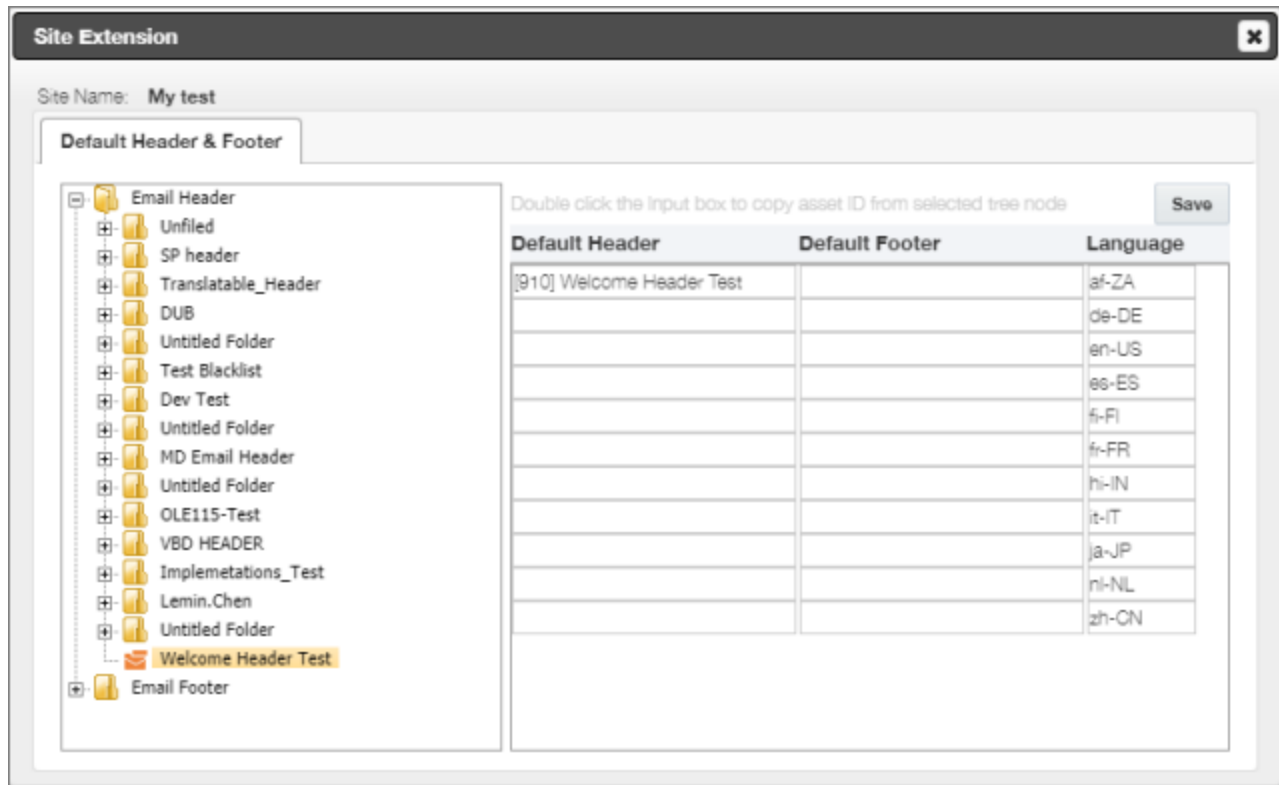 Site Extension
Site Name: My test
Default Header & Footer
Email Header
Unfiled
SP header
Translatable_Header
DUB
Untitled Folder
Test Blacklist
Dev Test
Untitled Folder
MD Email Header
Untitled Folder
OLE115-Test
VBD HEADER
Implemetations_Test
Lemin.Chen
Untitled Folder
Welcome Header Test
Email Footer
Double click the input box to copy asset ID from selected tree node
Save
Default Header Default Footer Language
[910] Welcome Header Test af-ZA
de-DE
en-US
es-ES
fi-FI
fr-FR
hi-IN
it-IT
ja-JP
nl-NL
zh-CN